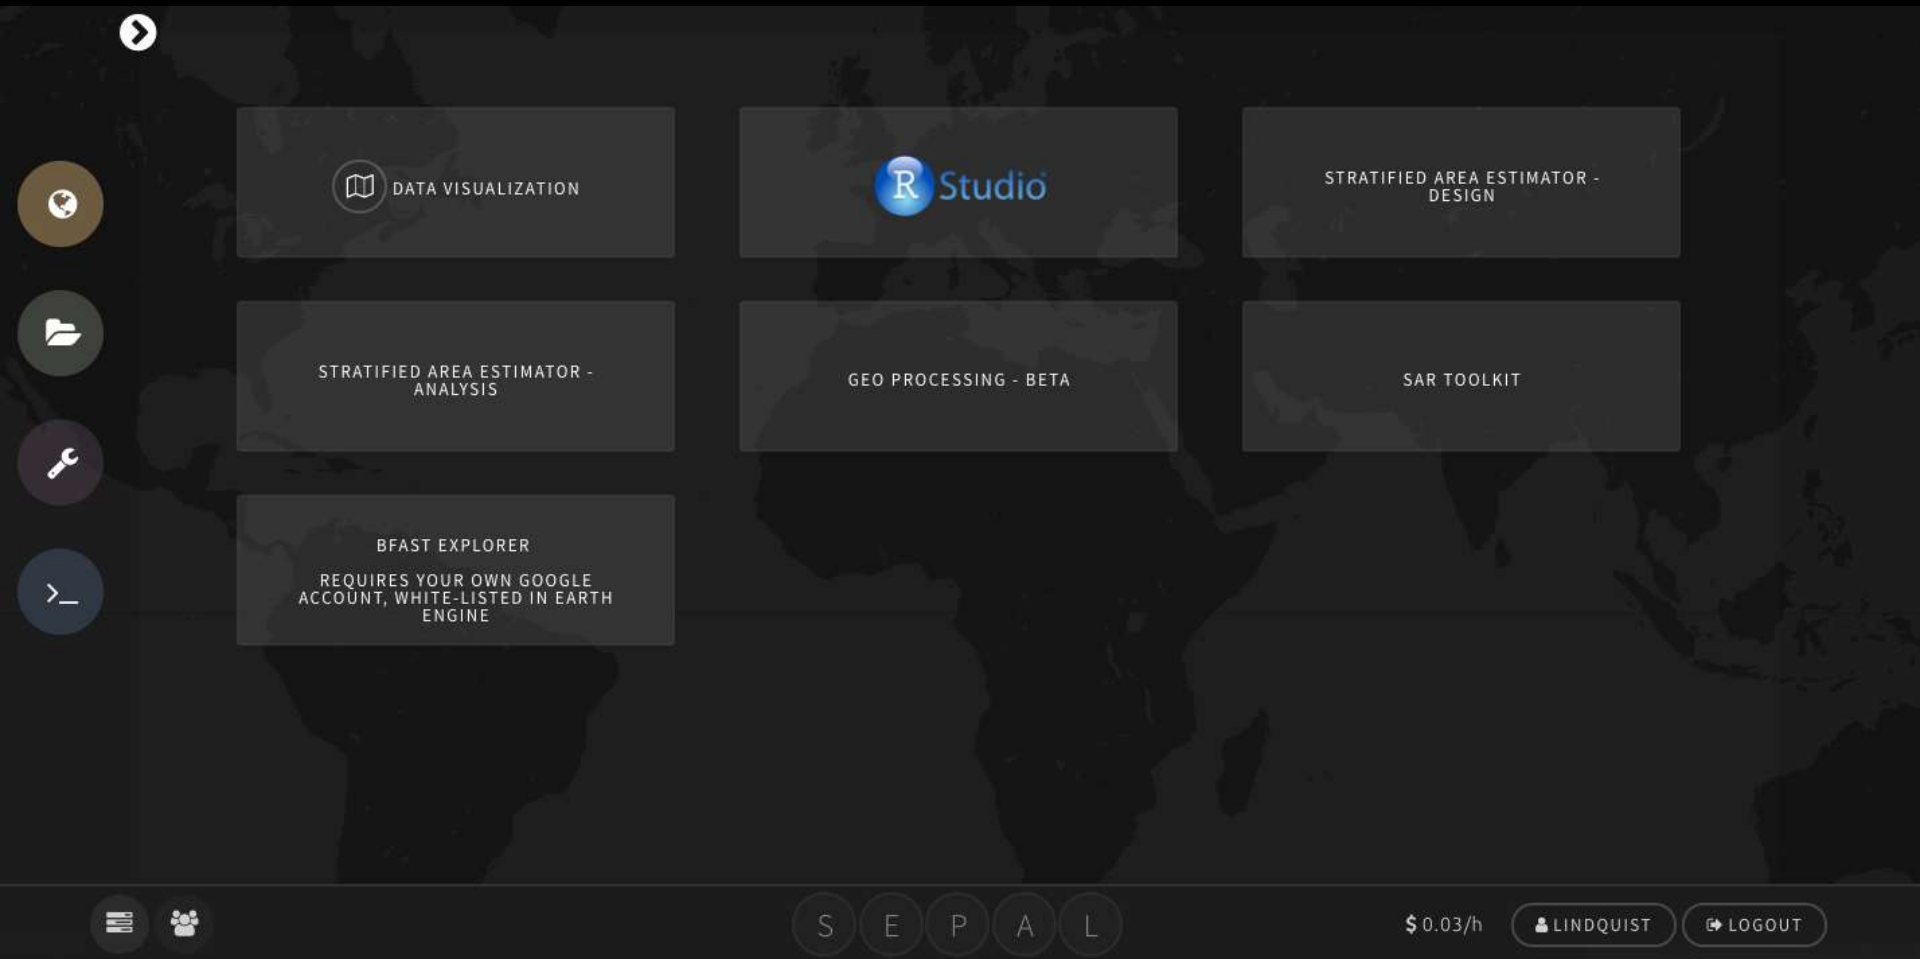 DATA VISUALIZATION
R Studio
STRATIFIED AREA ESTIMATOR -
DESIGN
STRATIFIED AREA ESTIMATOR -
ANALYSIS
GEO PROCESSING - BETA
SAR TOOLKIT
BFAST EXPLORER
REQUIRES YOUR OWN GOOGLE
ACCOUNT, WHITE-LISTED IN EARTH
ENGINE
>_
S E P A L
$ 0.03/h
LINDQUIST
LOGOUT